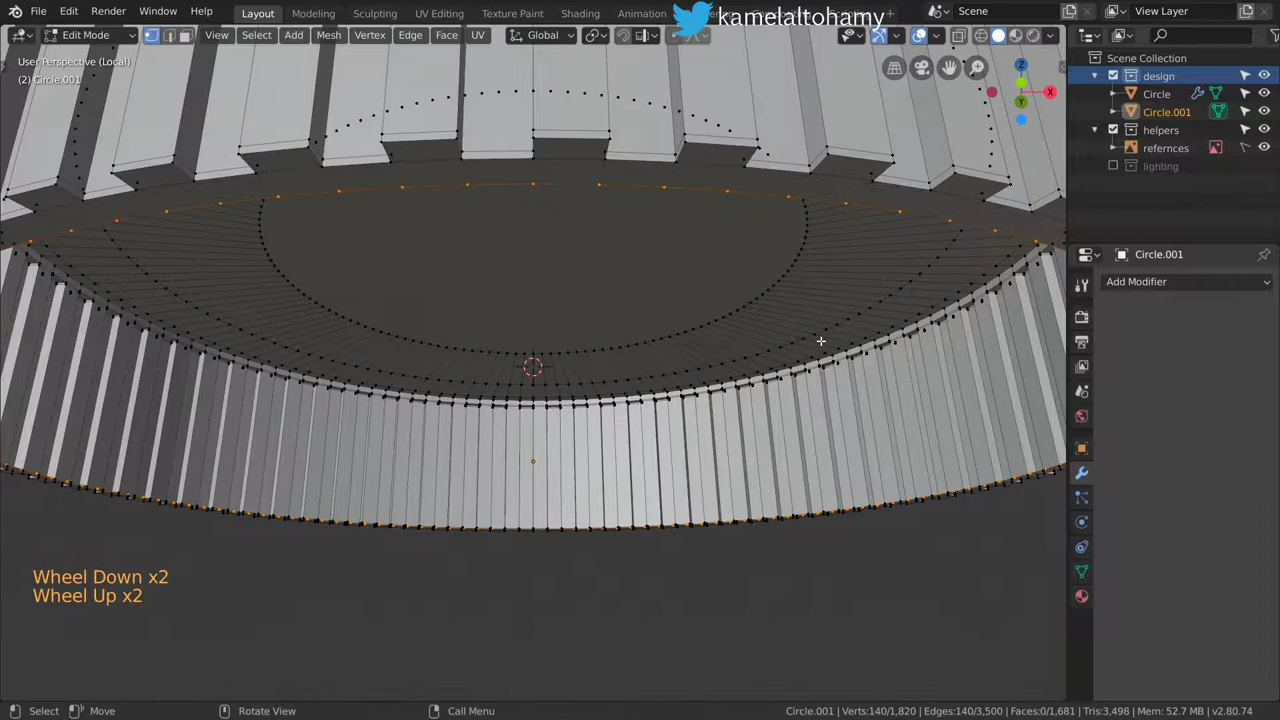 File Edit Render Window Help Layout Modeling Sculpting UV Editing Texture Paint Shading Animation Scene View Layer
kamelaltohamy
Edit Mode View Select Add Mesh Vertex Edge Face UV Global
User Perspective (Local)
(2) Circle.001
Z
X
Y
Scene Collection
design
Circle
Circle.001
helpers
refernces
lighting
Circle.001
Add Modifier
Wheel Down x2
Wheel Up x2
Select Move Rotate View Call Menu Circle.001 | Verts:140/1,820 | Edges:140/3,500 | Faces:0/1,681 | Tris:3,498 | Mem: 52.7 MB | v2.80.74